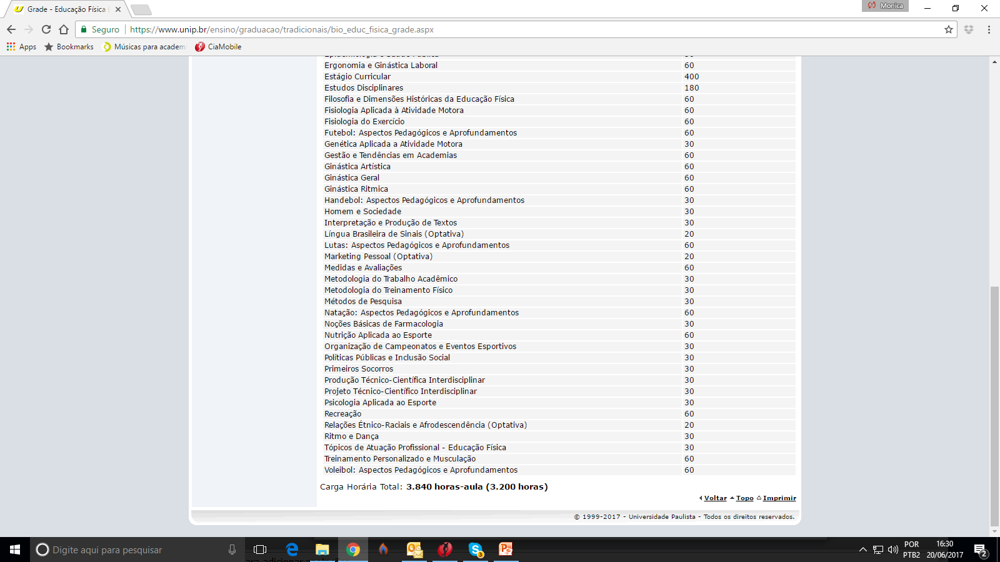 Grade - Educação Física (
Monica
Seguro https://www.unip.br/ensino/graduacao/tradicionais/bio_educ_fisica_grade.aspx
Apps Bookmarks Músicas para academi CiaMobile
Epidemiologia e Saúde Pública 30
Ergonomia e Ginástica Laboral 60
Estágio Curricular 400
Estudos Disciplinares 180
Filosofia e Dimensões Históricas da Educação Física 60
Fisiologia Aplicada à Atividade Motora 60
Fisiologia do Exercício 60
Futebol: Aspectos Pedagógicos e Aprofundamentos 60
Genética Aplicada a Atividade Motora 30
Gestão e Tendências em Academias 60
Ginástica Artística 60
Ginástica Geral 60
Ginástica Ritmica 60
Handebol: Aspectos Pedagógicos e Aprofundamentos 30
Homem e Sociedade 30
Interpretação e Produção de Textos 30
Língua Brasileira de Sinais (Optativa) 20
Lutas: Aspectos Pedagógicos e Aprofundamentos 60
Marketing Pessoal (Optativa) 20
Medidas e Avaliações 60
Metodologia do Trabalho Acadêmico 30
Metodologia do Treinamento Físico 30
Métodos de Pesquisa 30
Natação: Aspectos Pedagógicos e Aprofundamentos 60
Noções Básicas de Farmacologia 30
Nutrição Aplicada ao Esporte 60
Organização de Campeonatos e Eventos Esportivos 30
Políticas Públicas e Inclusão Social 30
Primeiros Socorros 30
Produção Técnico-Científica Interdisciplinar 30
Projeto Técnico-Científico Interdisciplinar 30
Psicologia Aplicada ao Esporte 30
Recreação 60
Relações Étnico-Raciais e Afrodescendência (Optativa) 20
Ritmo e Dança 30
Tópicos de Atuação Profissional - Educação Física 30
Treinamento Personalizado e Musculação 60
Voleibol: Aspectos Pedagógicos e Aprofundamentos 60
Carga Horária Total: 3.840 horas-aula (3.200 horas)
Voltar Topo Imprimir
© 1999-2017 - Universidade Paulista - Todos os direitos reservados.
Digite aqui para pesquisar
POR 16:30
PTB2 20/06/2017 2